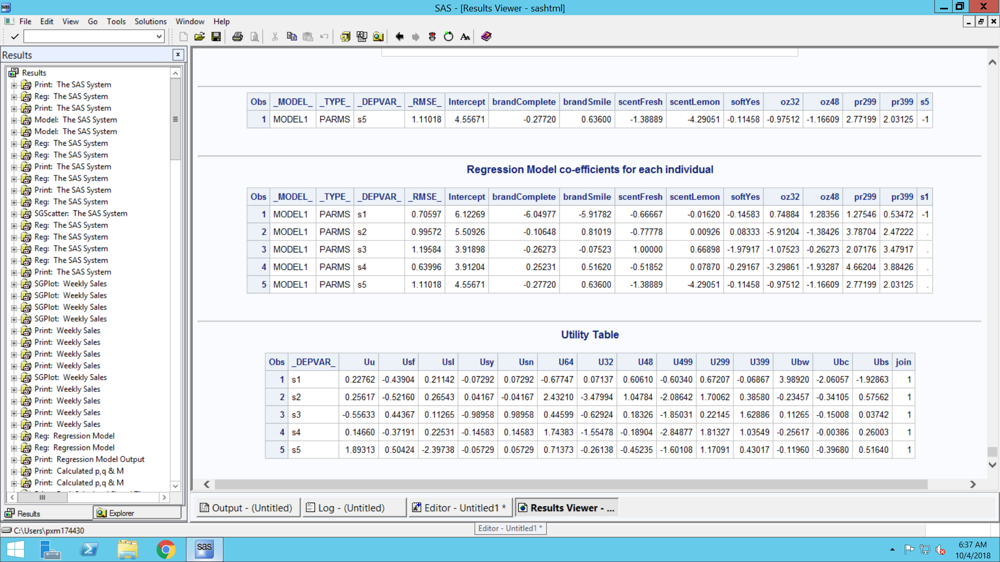 sas SAS - [Results Viewer - sashtml]
File Edit View Go Tools Solutions Window Help
Results
Results
Print: The SAS System
Reg: The SAS System
Print: The SAS System
Model: The SAS System
Model: The SAS System
Reg: The SAS System
Reg: The SAS System
Print: The SAS System
Reg: The SAS System
Print: The SAS System
Reg: The SAS System
SGScatter: The SAS System
Reg: The SAS System
Reg: The SAS System
Reg: The SAS System
Reg: The SAS System
Print: The SAS System
SGPlot: Weekly Sales
SGPlot: Weekly Sales
SGPlot: Weekly Sales
SGPlot: Weekly Sales
Print: Weekly Sales
Print: Weekly Sales
Print: Weekly Sales
Print: Weekly Sales
SGPlot: Weekly Sales
Print: Weekly Sales
Print: Weekly Sales
Print: Weekly Sales
Print: Weekly Sales
Reg: Regression Model
Reg: Regression Model
Print: Regression Model Output
Print: Calculated p,q & M
Print: Calculated p,q & M
Results Explorer
Obs _MODEL_ _TYPE_ _DEPVAR_ _RMSE_ Intercept brandComplete brandSmile scentFresh scentLemon softYes oz32 oz48 pr299 pr399 s5
1 MODEL1 PARMS s5 1.11018 4.55671 -0.27720 0.63600 -1.38889 -4.29051 -0.11458 -0.97512 -1.16609 2.77199 2.03125 -1
Regression Model co-efficients for each individual
Obs _MODEL_ _TYPE_ _DEPVAR_ _RMSE_ Intercept brandComplete brandSmile scentFresh scentLemon softYes oz32 oz48 pr299 pr399 s1
1 MODEL1 PARMS s1 0.70597 6.12269 -6.04977 -5.91782 -0.66667 -0.01620 -0.14583 0.74884 1.28356 1.27546 0.53472 -1
2 MODEL1 PARMS s2 0.99572 5.50926 -0.10648 0.81019 -0.77778 0.00926 0.08333 -5.91204 -1.38426 3.78704 2.47222 .
3 MODEL1 PARMS s3 1.19584 3.91898 -0.26273 -0.07523 1.00000 0.66898 -1.97917 -1.07523 -0.26273 2.07176 3.47917 .
4 MODEL1 PARMS s4 0.63996 3.91204 0.25231 0.51620 -0.51852 0.07870 -0.29167 -3.29861 -1.93287 4.66204 3.88426 .
5 MODEL1 PARMS s5 1.11018 4.55671 -0.27720 0.63600 -1.38889 -4.29051 -0.11458 -0.97512 -1.16609 2.77199 2.03125 .
Utility Table
Obs _DEPVAR_ Uu Usf Usl Usy Usn U64 U32 U48 U499 U299 U399 Ubw Ubc Ubs join
1 s1 0.22762 -0.43904 0.21142 -0.07292 0.07292 -0.67747 0.07137 0.60610 -0.60340 0.67207 -0.06867 3.98920 -2.06057 -1.92863 1
2 s2 0.25617 -0.52160 0.26543 0.04167 -0.04167 2.43210 -3.47994 1.04784 -2.08642 1.70062 0.38580 -0.23457 -0.34105 0.57562 1
3 s3 -0.55633 0.44367 0.11265 -0.98958 0.98958 0.44599 -0.62924 0.18326 -1.85031 0.22145 1.62886 0.11265 -0.15008 0.03742 1
4 s4 0.14660 -0.37191 0.22531 -0.14583 0.14583 1.74383 -1.55478 -0.18904 -2.84877 1.81327 1.03549 -0.25617 -0.00386 0.26003 1
5 s5 1.89313 0.50424 -2.39738 -0.05729 0.05729 0.71373 -0.26138 -0.45235 -1.60108 1.17091 0.43017 -0.11960 -0.39680 0.51640 1
Output - (Untitled) Log - (Untitled) Editor - Untitled1 * Results Viewer - ...
C:\Users\pxm174430 Editor - Untitled1 *
sas 6:37 AM
10/4/2018